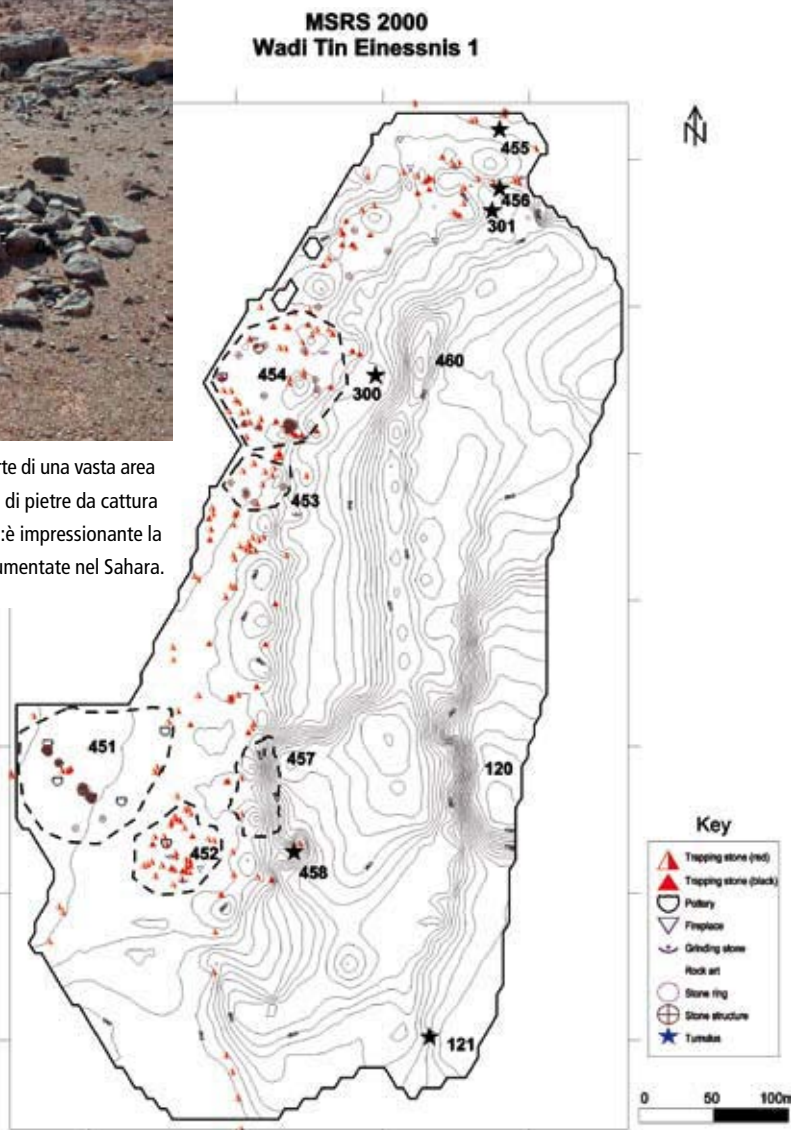 MSRS 2000
Wadi Tin Einessnis 1
N
455
456
301
454
300
460
453
rte di una vasta area
di pietre da cattura
:è impressionante la
umentate nel Sahara.
451
457
120
452
458
121
Key
Trapping stone (red)
Trapping stone (black)
Pottery
Fireplace
Grinding stone
Rock art
Stone ring
Stone structure
Tumulus
0 50 100m